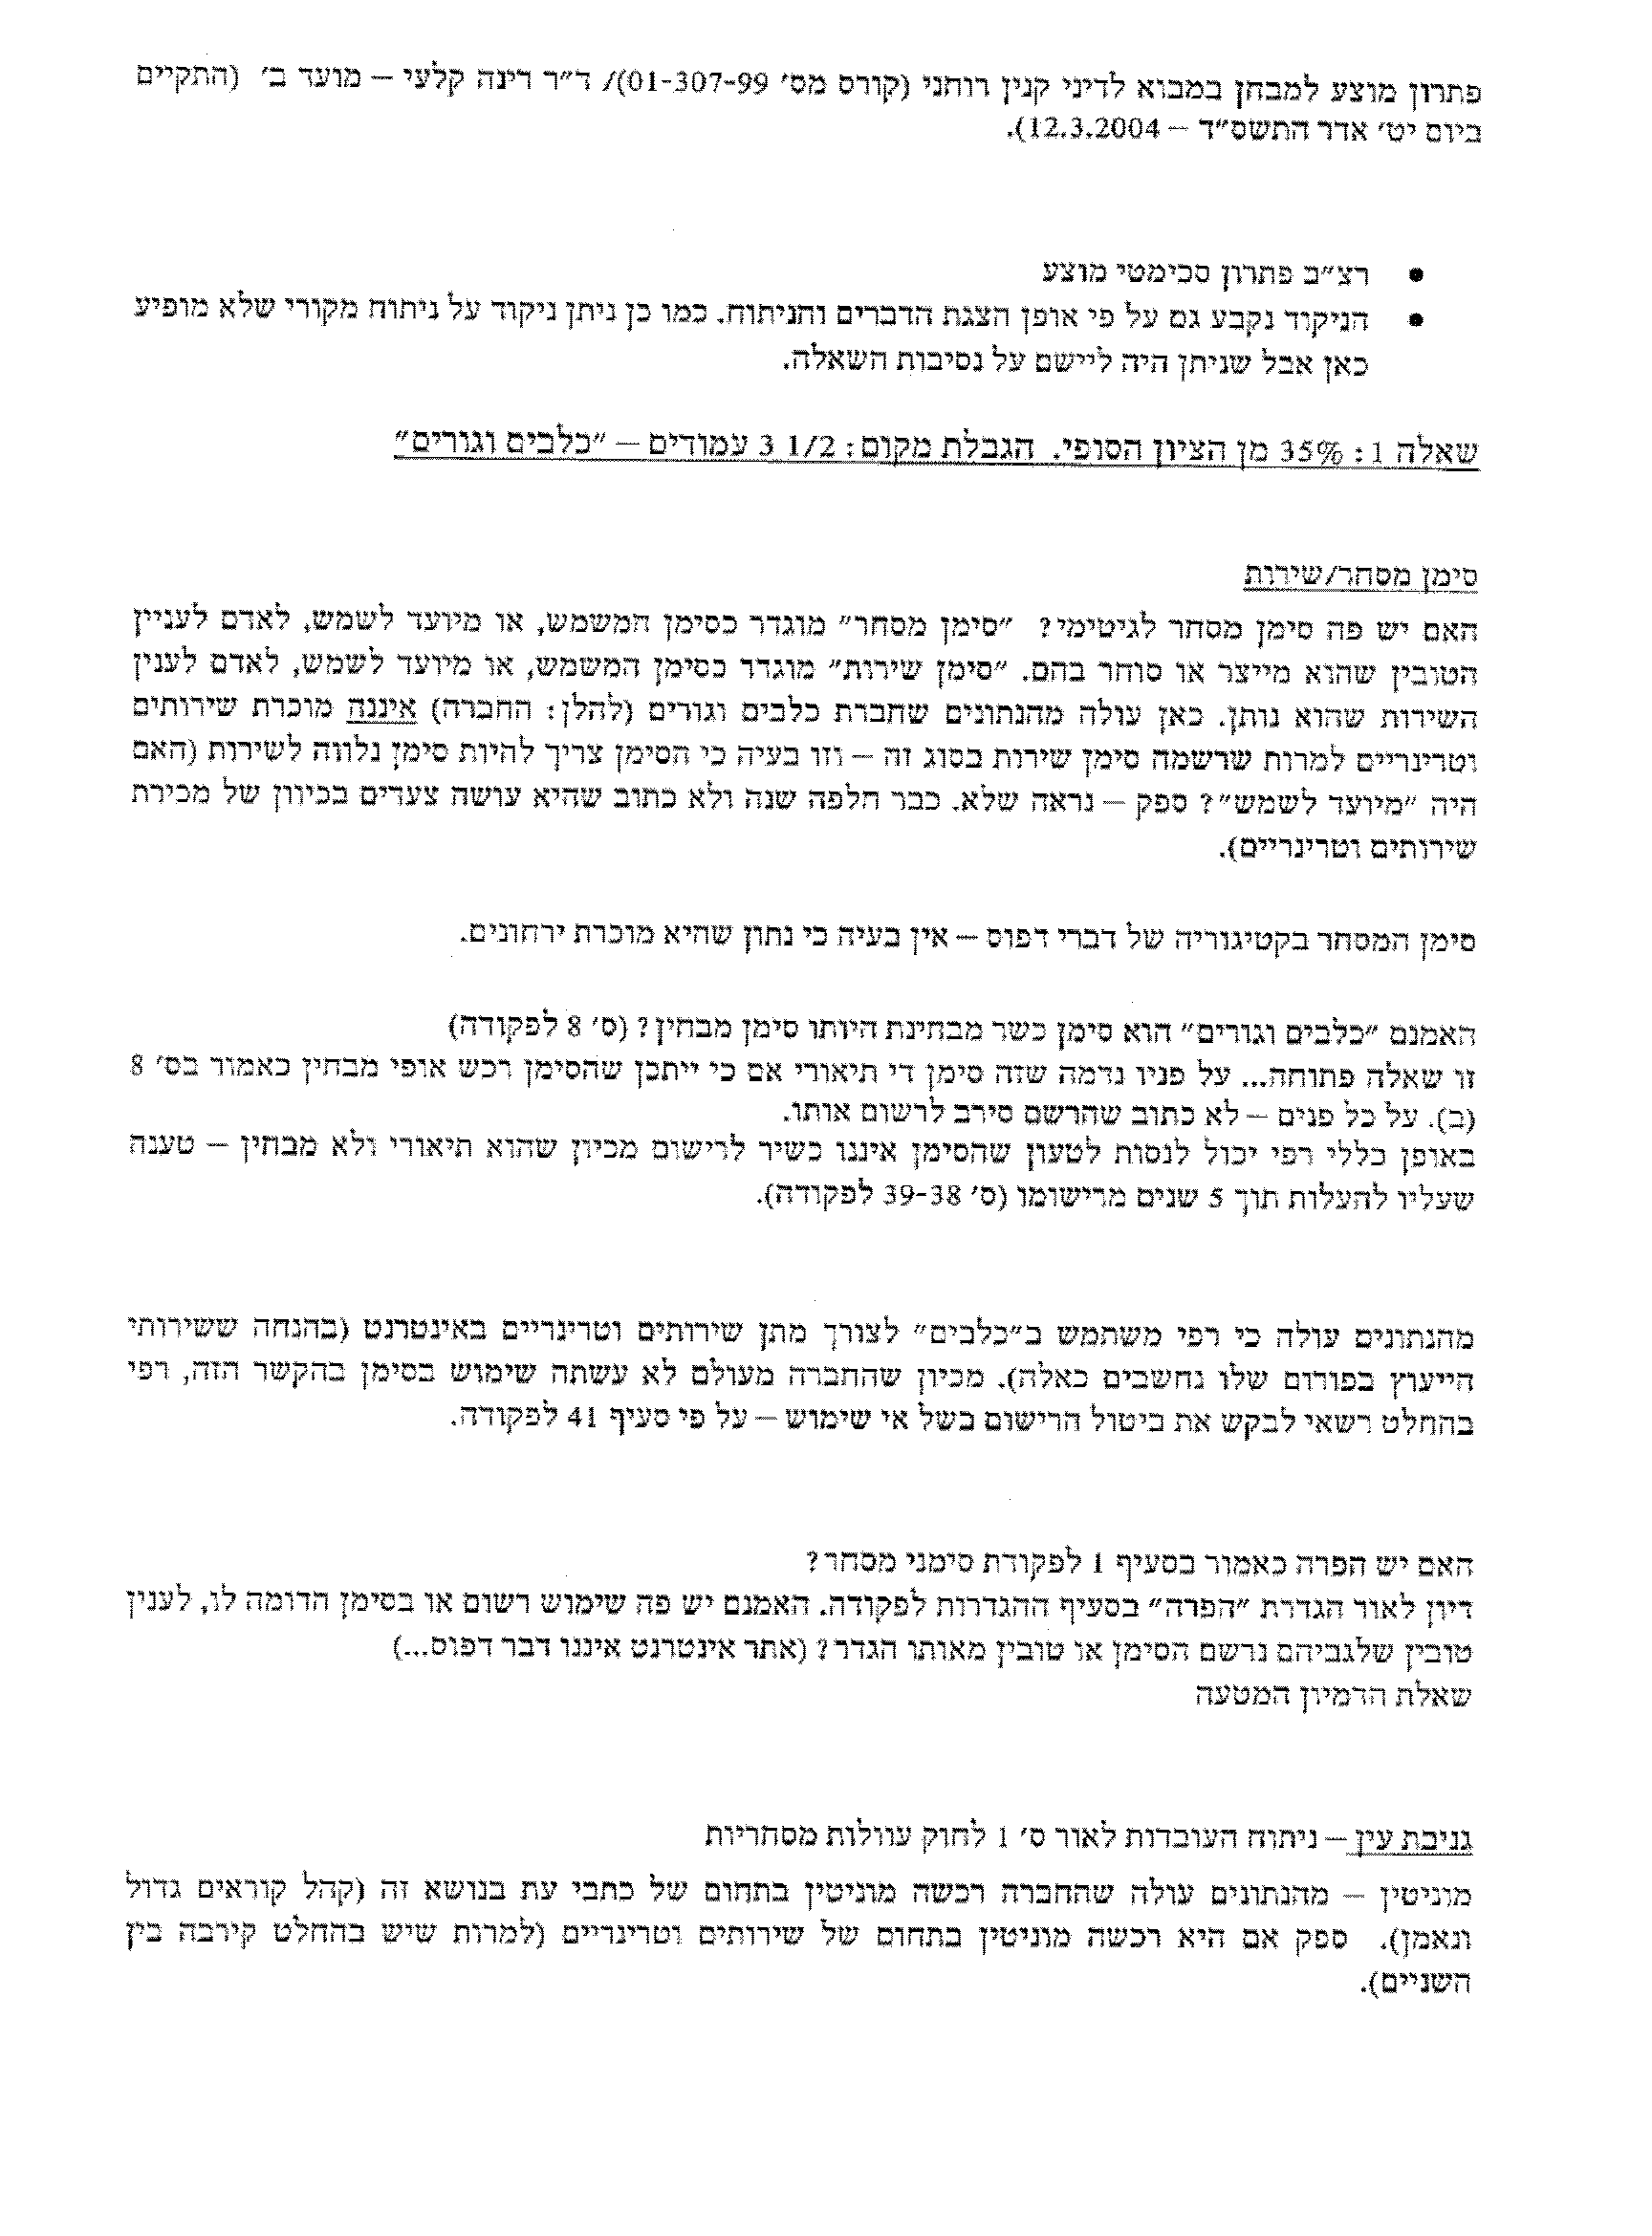 פתרון מוצע למבחן במבוא לדיני קנין רוחני (קורס מס' 01-307-99)/ ד"ר דינה קלעי – מועד ב' (התקיים
ביום יט' אדר התשס"ד – 12.3.2004).
• רצ"ב פתרון סכימטי מוצע
• הניקוד נקבע גם על פי אופן הצגת הדברים והניתוח. כמו כן ניתן ניקוד על ניתוח מקורי שלא מופיע
כאן אבל שניתן היה ליישם על נסיבות השאלה.
שאלה 1: 35% מן הציון הסופי. הגבלת מקום: 3 1/2 עמודים – "כלבים וגורים"
סימן מסחר/שירות
האם יש פה סימן מסחר לגיטימי? "סימן מסחר" מוגדר כסימן המשמש, או מיועד לשמש, לאדם לעניין
הטובין שהוא מייצר או סוחר בהם. "סימן שירות" מוגדר כסימן המשמש, או מיועד לשמש, לאדם לענין
השירות שהוא נותן. כאן עולה מהנתונים שחברת כלבים וגורים (להלן: החברה) איננה מוכרת שירותים
וטרינריים למרות שרשמה סימן שירות בסוג זה – וזו בעיה כי הסימן צריך להיות סימן נלווה לשירות (האם
היה "מיועד לשמש"? ספק – נראה שלא. כבר חלפה שנה ולא כתוב שהיא עושה צעדים בכיוון של מכירת
שירותים וטרינריים).
סימן המסחר בקטיגוריה של דברי דפוס – אין בעיה כי נתון שהיא מוכרת ירחונים.
האמנם "כלבים וגורים" הוא סימן כשר מבחינת היותו סימן מבחין? (ס' 8 לפקודה)
זו שאלה פתוחה... על פניו נדמה שזה סימן די תיאורי אם כי ייתכן שהסימן רכש אופי מבחין כאמור בס' 8
(ב). על כל פנים – לא כתוב שהרשם סירב לרשום אותו.
באופן כללי רפי יכול לנסות לטעון שהסימן איננו כשיר לרישום מכיון שהוא תיאורי ולא מבחין – טענה
שעליו להעלות תוך 5 שנים מרישומו (ס' 39-38 לפקודה).
מהנתונים עולה כי רפי משתמש ב"כלבים" לצורך מתן שירותים וטרינריים באינטרנט (בהנחה ששירותי
הייעוץ בפורום שלו נחשבים כאלה). מכיון שהחברה מעולם לא עשתה שימוש בסימן בהקשר הזה, רפי
בהחלט רשאי לבקש את ביטול הרישום בשל אי שימוש – על פי סעיף 41 לפקודה.
האם יש הפרה כאמור בסעיף 1 לפקודת סימני מסחר?
דיון לאור הגדרת "הפרה" בסעיף ההגדרות לפקודה. האמנם יש פה שימוש רשום או בסימן הדומה לו, לענין
טובין שלגביהם נרשם הסימן או טובין מאותו הגדר? (אתר אינטרנט איננו דבר דפוס...)
שאלת הדמיון המטעה
גניבת עין – ניתוח העובדות לאור ס' 1 לחוק עוולות מסחריות
מוניטין – מהנתונים עולה שהחברה רכשה מוניטין בתחום של כתבי עת בנושא זה (קהל קוראים גדול
ונאמן). ספק אם היא רכשה מוניטין בתחום של שירותים וטרינריים (למרות שיש בהחלט קירבה בין
השניים).